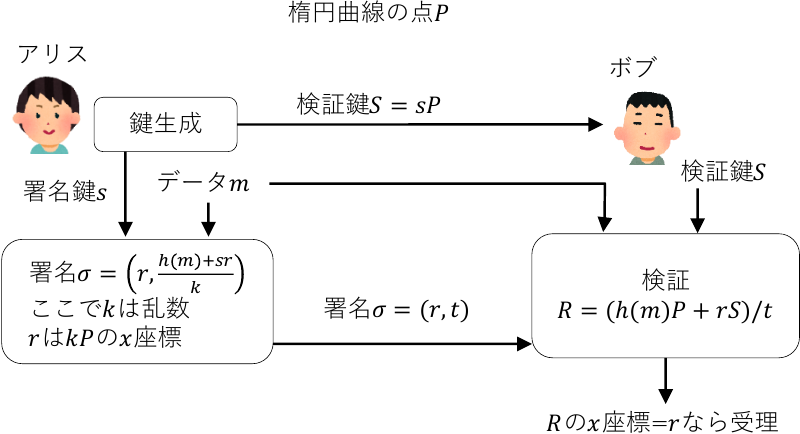 楕円曲線の点P
アリス
ボブ
鍵生成
検証鍵S = sP
署名鍵s
データm
検証鍵S
署名σ = (r, (h(m)+sr)/k)
ここでkは乱数
rはkPのx座標
署名σ = (r, t)
検証
R = (h(m)P + rS)/t
Rのx座標=rなら受理